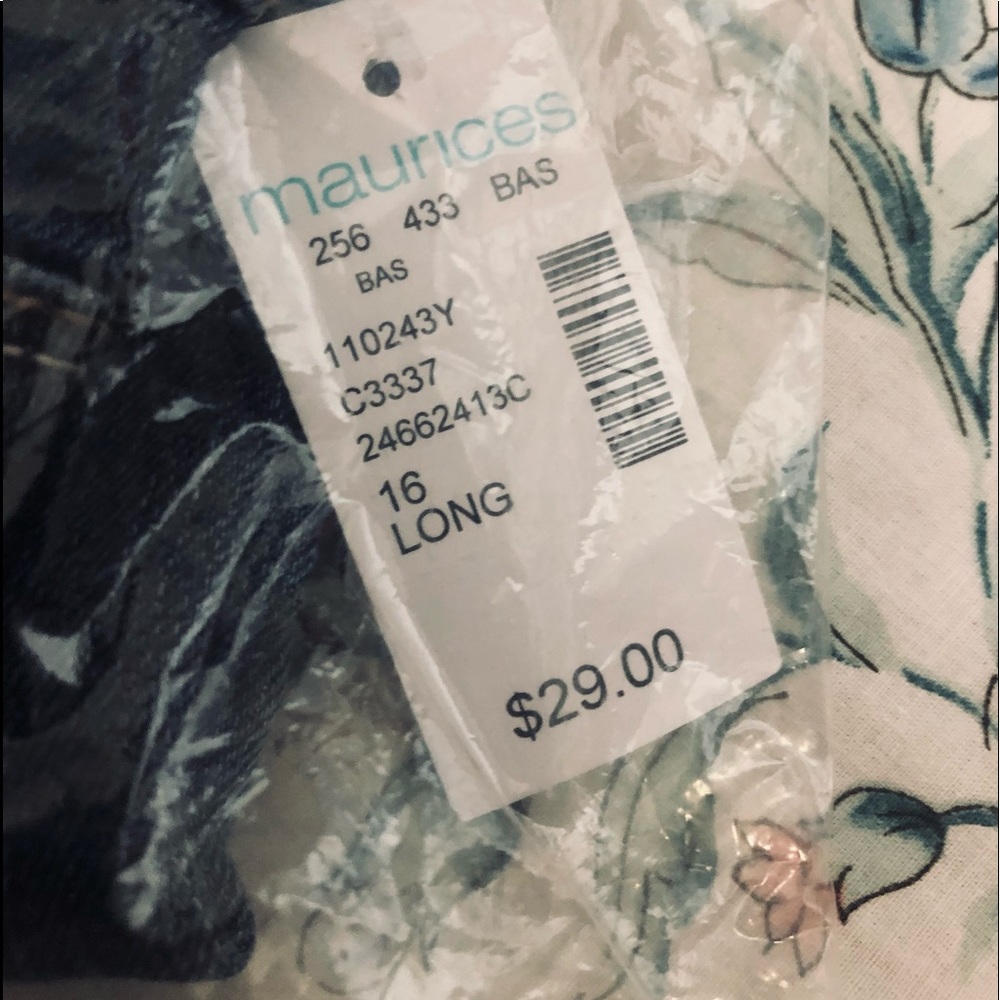 maurices
256 433 BAS
BAS
110243Y
C3337
24662413C
16
LONG
$29.00